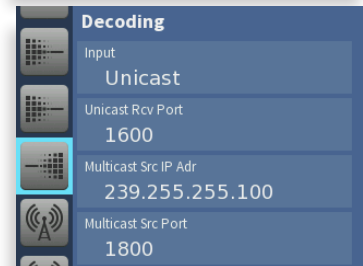 Decoding
Input
Unicast
Unicast Rcv Port
1600
Multicast Src IP Adr
239.255.255.100
Multicast Src Port
1800